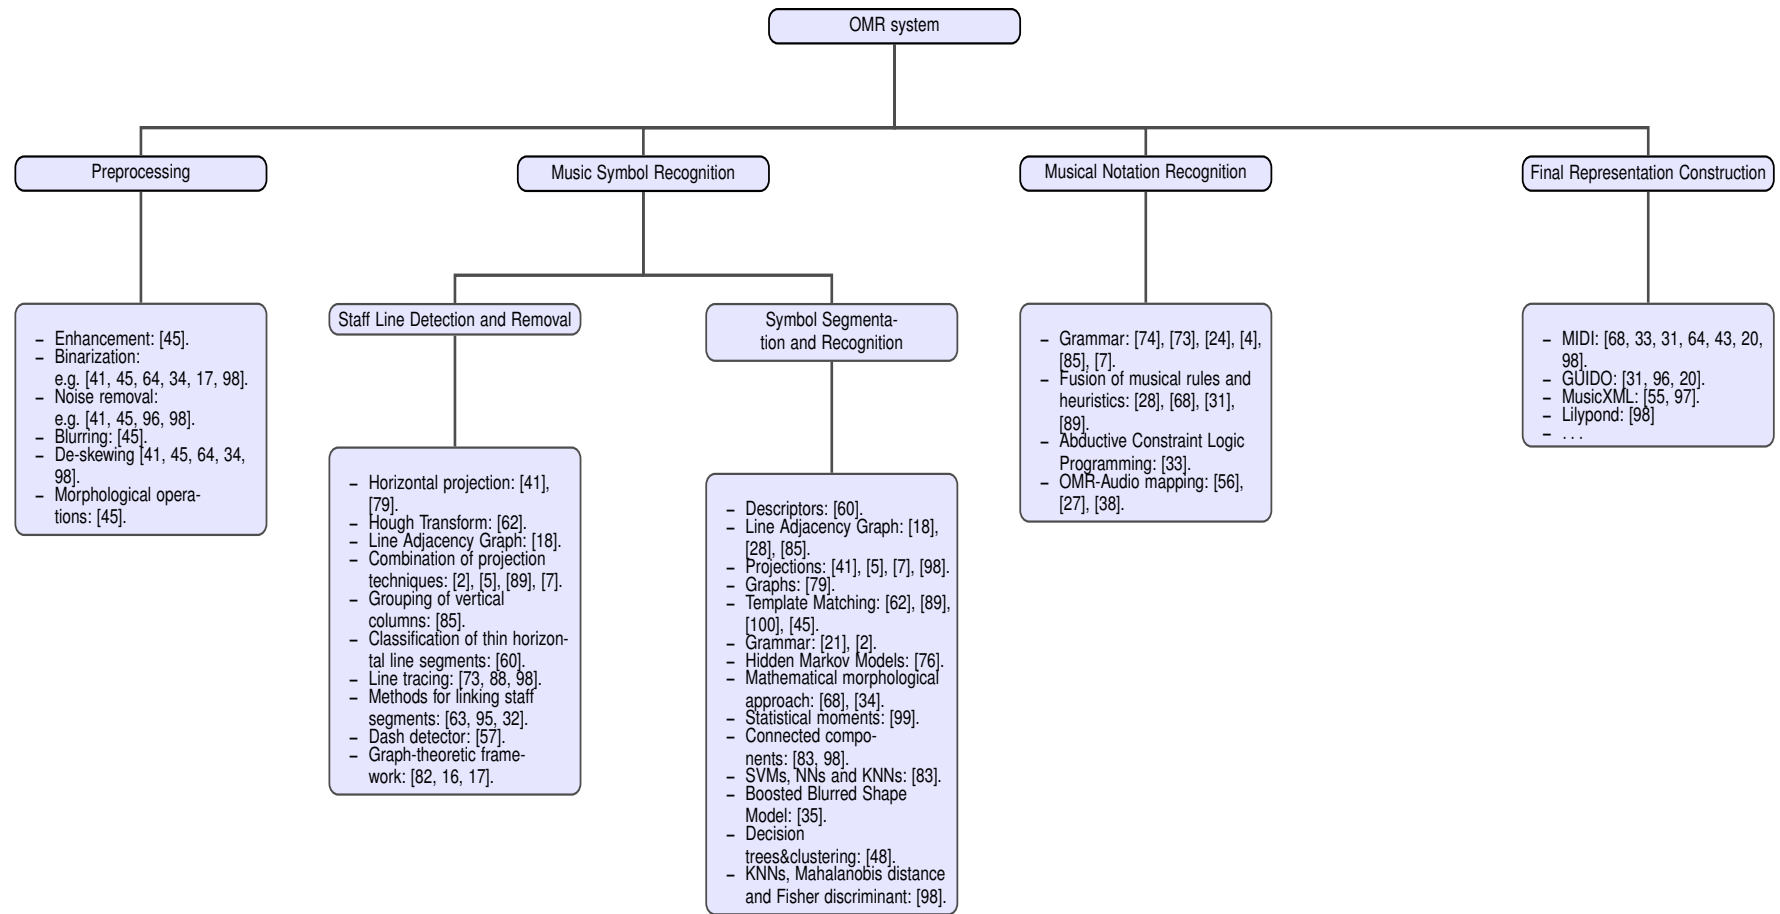 OMR system
Preprocessing
Music Symbol Recognition
Musical Notation Recognition
Final Representation Construction
– Enhancement: [45].
– Binarization:
e.g. [41, 45, 64, 34, 17, 98].
– Noise removal:
e.g. [41, 45, 96, 98].
– Blurring: [45].
– De-skewing [41, 45, 64, 34,
98].
– Morphological opera-
tions: [45].
Staff Line Detection and Removal
– Horizontal projection: [41],
[79].
– Hough Transform: [62].
– Line Adjacency Graph: [18].
– Combination of projection
techniques: [2], [5], [89], [7].
– Grouping of vertical
columns: [85].
– Classification of thin horizon-
tal line segments: [60].
– Line tracing: [73, 88, 98].
– Methods for linking staff
segments: [63, 95, 32].
– Dash detector: [57].
– Graph-theoretic frame-
work: [82, 16, 17].
Symbol Segmenta-
tion and Recognition
– Descriptors: [60].
– Line Adjacency Graph: [18],
[28], [85].
– Projections: [41], [5], [7], [98].
– Graphs: [79].
– Template Matching: [62], [89],
[100], [45].
– Grammar: [21], [2].
– Hidden Markov Models: [76].
– Mathematical morphological
approach: [68], [34].
– Statistical moments: [99].
– Connected compo-
nents: [83, 98].
– SVMs, NNs and KNNs: [83].
– Boosted Blurred Shape
Model: [35].
– Decision
trees&clustering: [48].
– KNNs, Mahalanobis distance
and Fisher discriminant: [98].
– Grammar: [74], [73], [24], [4],
[85], [7].
– Fusion of musical rules and
heuristics: [28], [68], [31],
[89].
– Abductive Constraint Logic
Programming: [33].
– OMR-Audio mapping: [56],
[27], [38].
– MIDI: [68, 33, 31, 64, 43, 20,
98].
– GUIDO: [31, 96, 20].
– MusicXML: [55, 97].
– Lilypond: [98]
– . . .